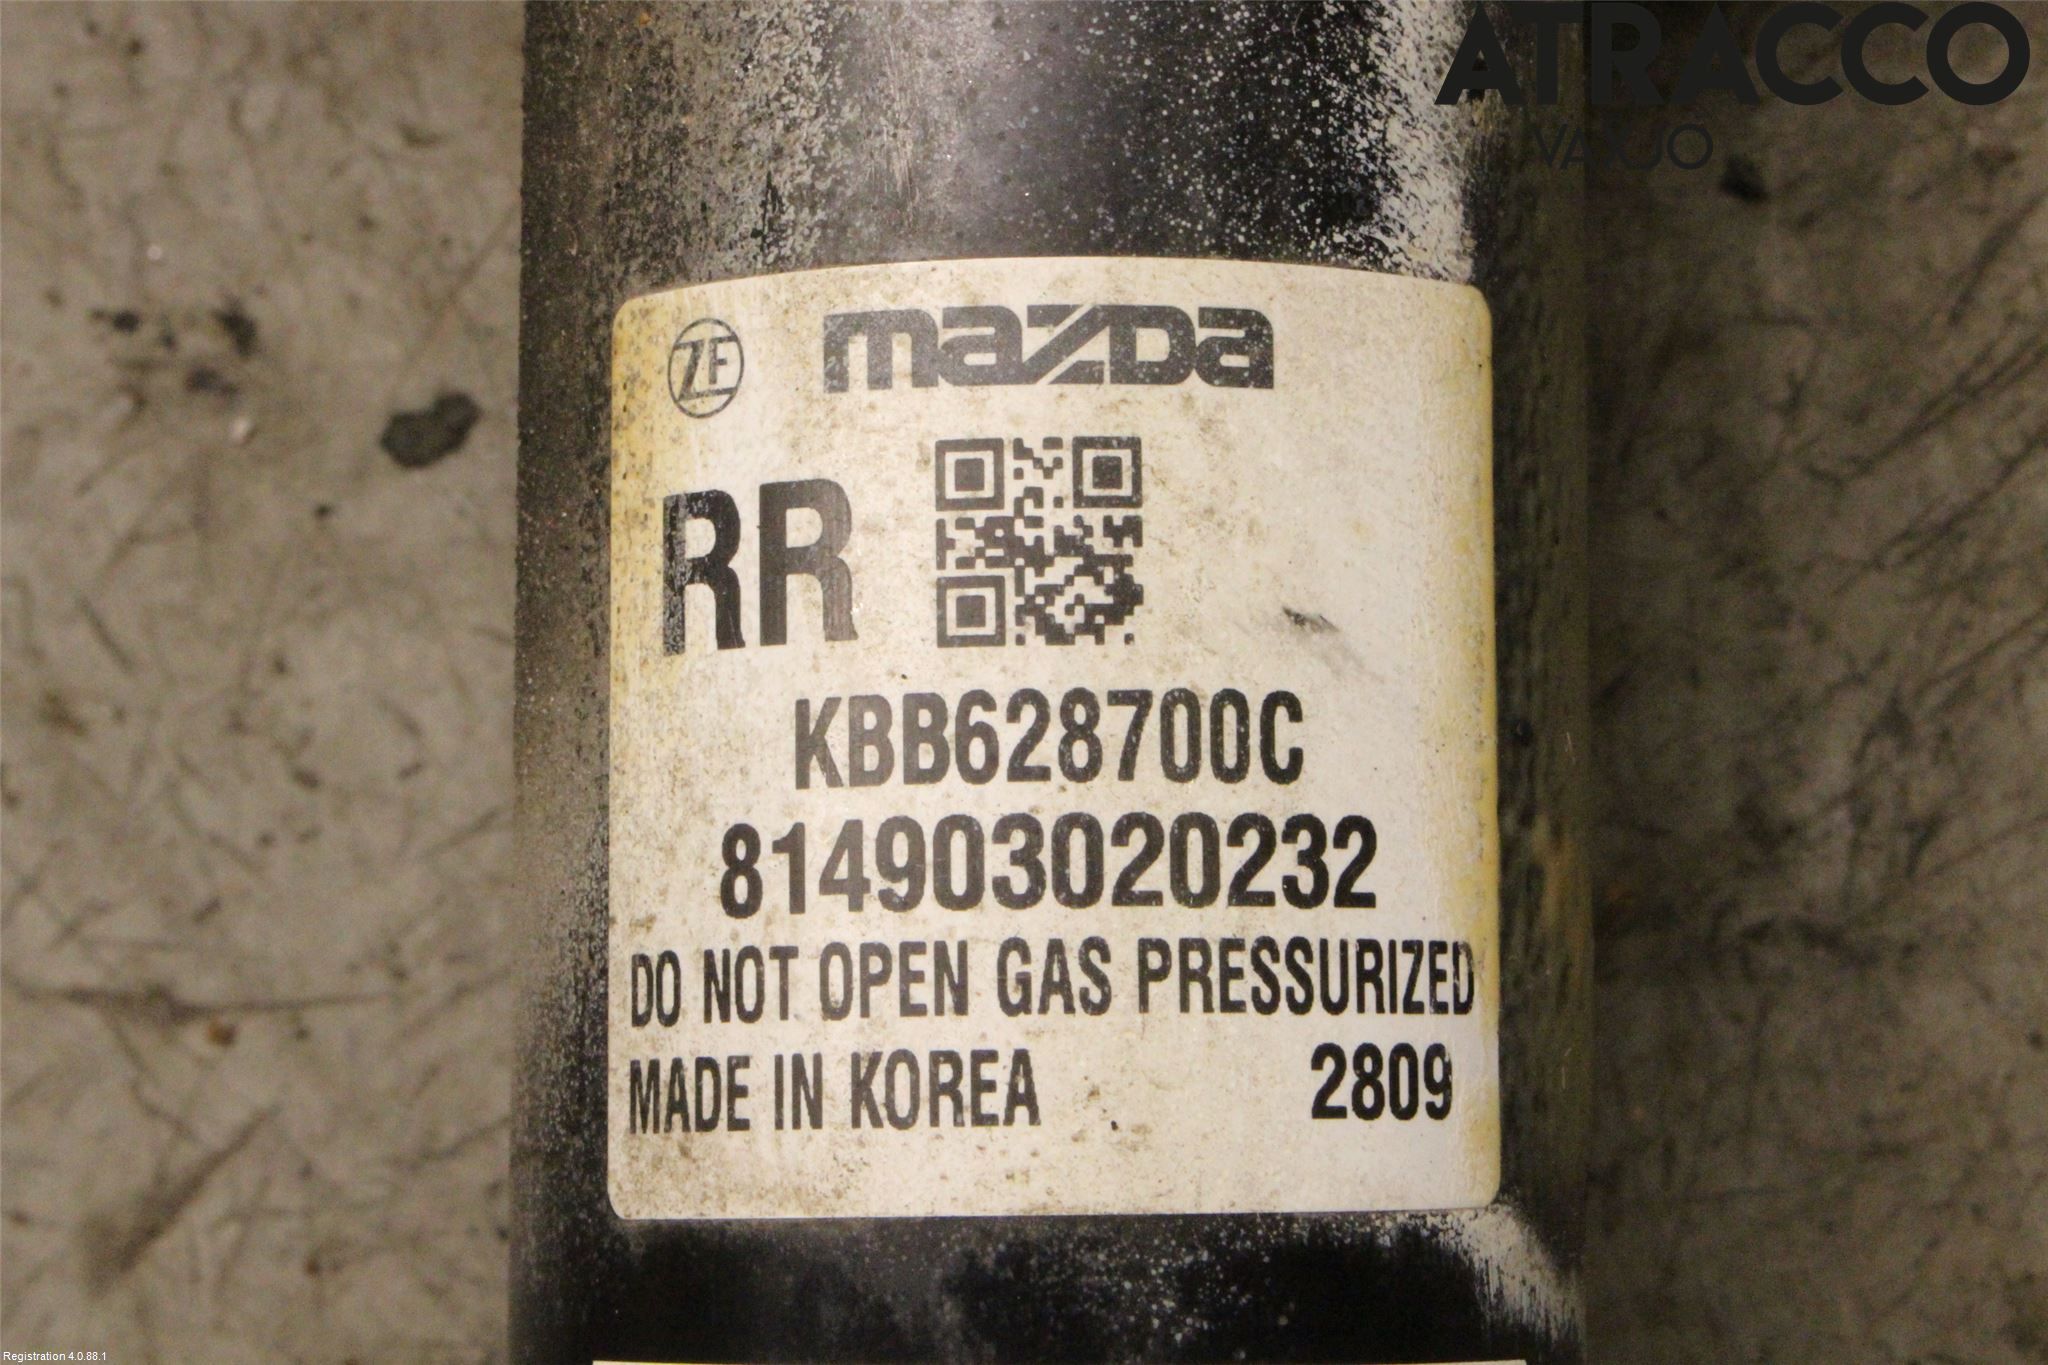 ATRACCO
VÄXJÖ
ZF mazda
RR
KBB628700C
814903020232
DO NOT OPEN GAS PRESSURIZED
MADE IN KOREA 2809
Registration 4.0.88.1